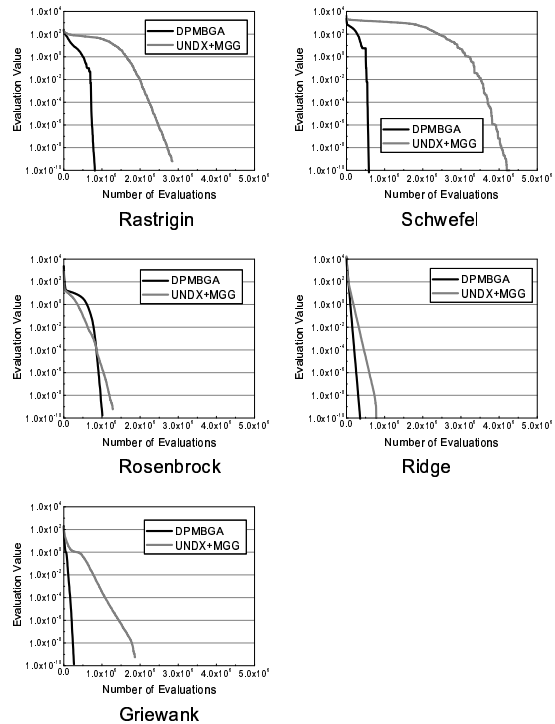 Evaluation Value
1.0x10⁴
1.0x10²
1.0x10⁰
1.0x10⁻²
1.0x10⁻⁴
1.0x10⁻⁶
1.0x10⁻⁸
1.0x10⁻¹⁰
DPMBGA
UNDX+MGG
0.0 1.0x10⁶ 2.0x10⁶ 3.0x10⁶ 4.0x10⁶ 5.0x10⁶
Number of Evaluations
Rastrigin
Evaluation Value
1.0x10⁴
1.0x10²
1.0x10⁰
1.0x10⁻²
1.0x10⁻⁴
1.0x10⁻⁶
1.0x10⁻⁸
1.0x10⁻¹⁰
DPMBGA
UNDX+MGG
0.0 1.0x10⁶ 2.0x10⁶ 3.0x10⁶ 4.0x10⁶ 5.0x10⁶
Number of Evaluations
Schwefel
Evaluation Value
1.0x10⁴
1.0x10²
1.0x10⁰
1.0x10⁻²
1.0x10⁻⁴
1.0x10⁻⁶
1.0x10⁻⁸
1.0x10⁻¹⁰
DPMBGA
UNDX+MGG
0.0 1.0x10⁶ 2.0x10⁶ 3.0x10⁶ 4.0x10⁶ 5.0x10⁶
Number of Evaluations
Rosenbrock
Evaluation Value
1.0x10⁴
1.0x10²
1.0x10⁰
1.0x10⁻²
1.0x10⁻⁴
1.0x10⁻⁶
1.0x10⁻⁸
1.0x10⁻¹⁰
DPMBGA
UNDX+MGG
0.0 1.0x10⁶ 2.0x10⁶ 3.0x10⁶ 4.0x10⁶ 5.0x10⁶
Number of Evaluations
Ridge
Evaluation Value
1.0x10⁴
1.0x10²
1.0x10⁰
1.0x10⁻²
1.0x10⁻⁴
1.0x10⁻⁶
1.0x10⁻⁸
1.0x10⁻¹⁰
DPMBGA
UNDX+MGG
0.0 1.0x10⁶ 2.0x10⁶ 3.0x10⁶ 4.0x10⁶ 5.0x10⁶
Number of Evaluations
Griewank